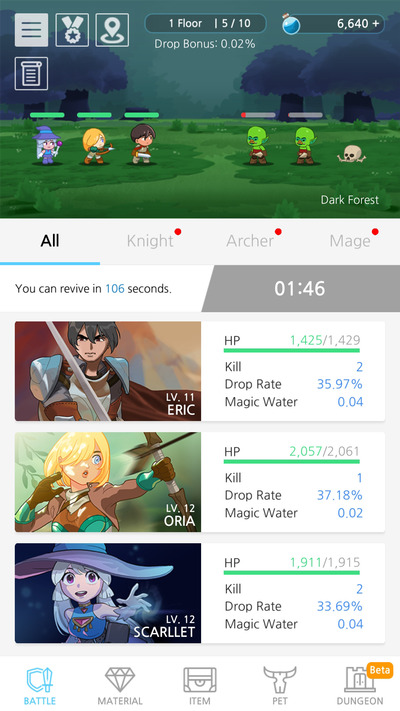 1 Floor | 5 / 10
6,640 +
Drop Bonus: 0.02%
Dark Forest
All
Knight
Archer
Mage
You can revive in 106 seconds.
01:46
LV. 11
ERIC
HP 1,425/1,429
Kill 2
Drop Rate 35.97%
Magic Water 0.04
LV. 12
ORIA
HP 2,057/2,061
Kill 1
Drop Rate 37.18%
Magic Water 0.02
LV. 12
SCARLLET
HP 1,911/1,915
Kill 2
Drop Rate 33.69%
Magic Water 0.04
Beta
BATTLE
MATERIAL
ITEM
PET
DUNGEON